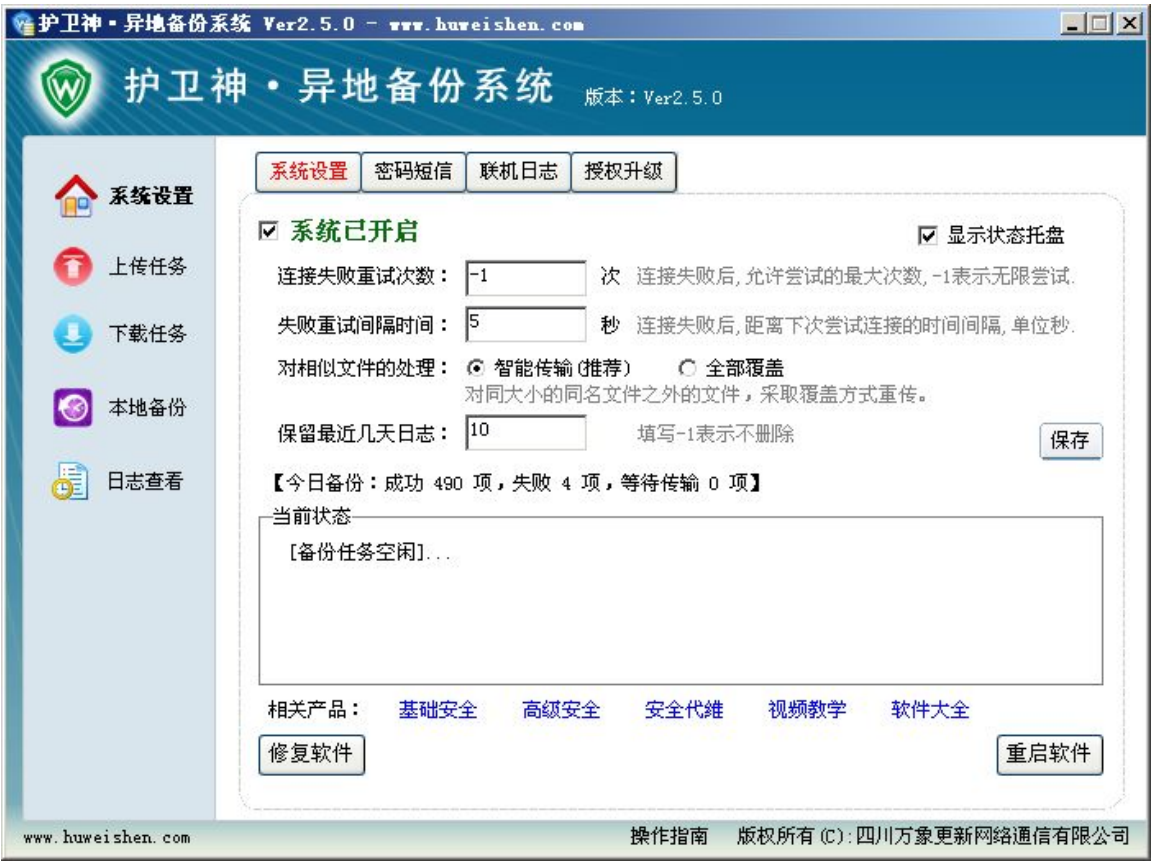 护卫神·异地备份系统 Ver2.5.0 - www.huweishen.com
护卫神·异地备份系统 版本：Ver2.5.0
系统设置
上传任务
下载任务
本地备份
日志查看
系统设置 密码短信 联机日志 授权升级
系统已开启 显示状态托盘
连接失败重试次数： -1 次 连接失败后,允许尝试的最大次数,-1表示无限尝试.
失败重试间隔时间： 5 秒 连接失败后,距离下次尝试连接的时间间隔,单位秒.
对相似文件的处理： 智能传输(推荐) 全部覆盖
对同大小的同名文件之外的文件，采取覆盖方式重传。
保留最近几天日志： 10 填写-1表示不删除 保存
【今日备份：成功 490 项，失败 4 项，等待传输 0 项】
当前状态
[备份任务空闲]...
相关产品： 基础安全 高级安全 安全代维 视频教学 软件大全
修复软件 重启软件
www.huweishen.com 操作指南 版权所有(C):四川万象更新网络通信有限公司